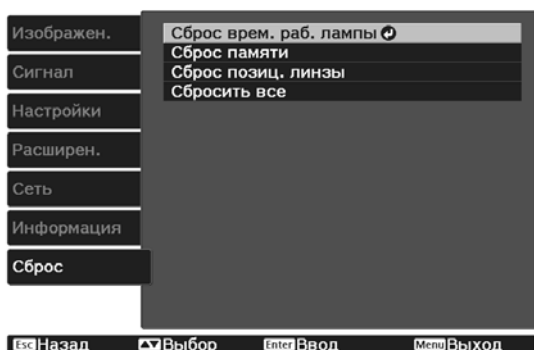 Изображен.
Сигнал
Настройки
Расширен.
Сеть
Информация
Сброс
Сброс врем. раб. лампы
Сброс памяти
Сброс позиц. линзы
Сбросить все
Esc Назад Выбор Enter Ввод Menu Выход